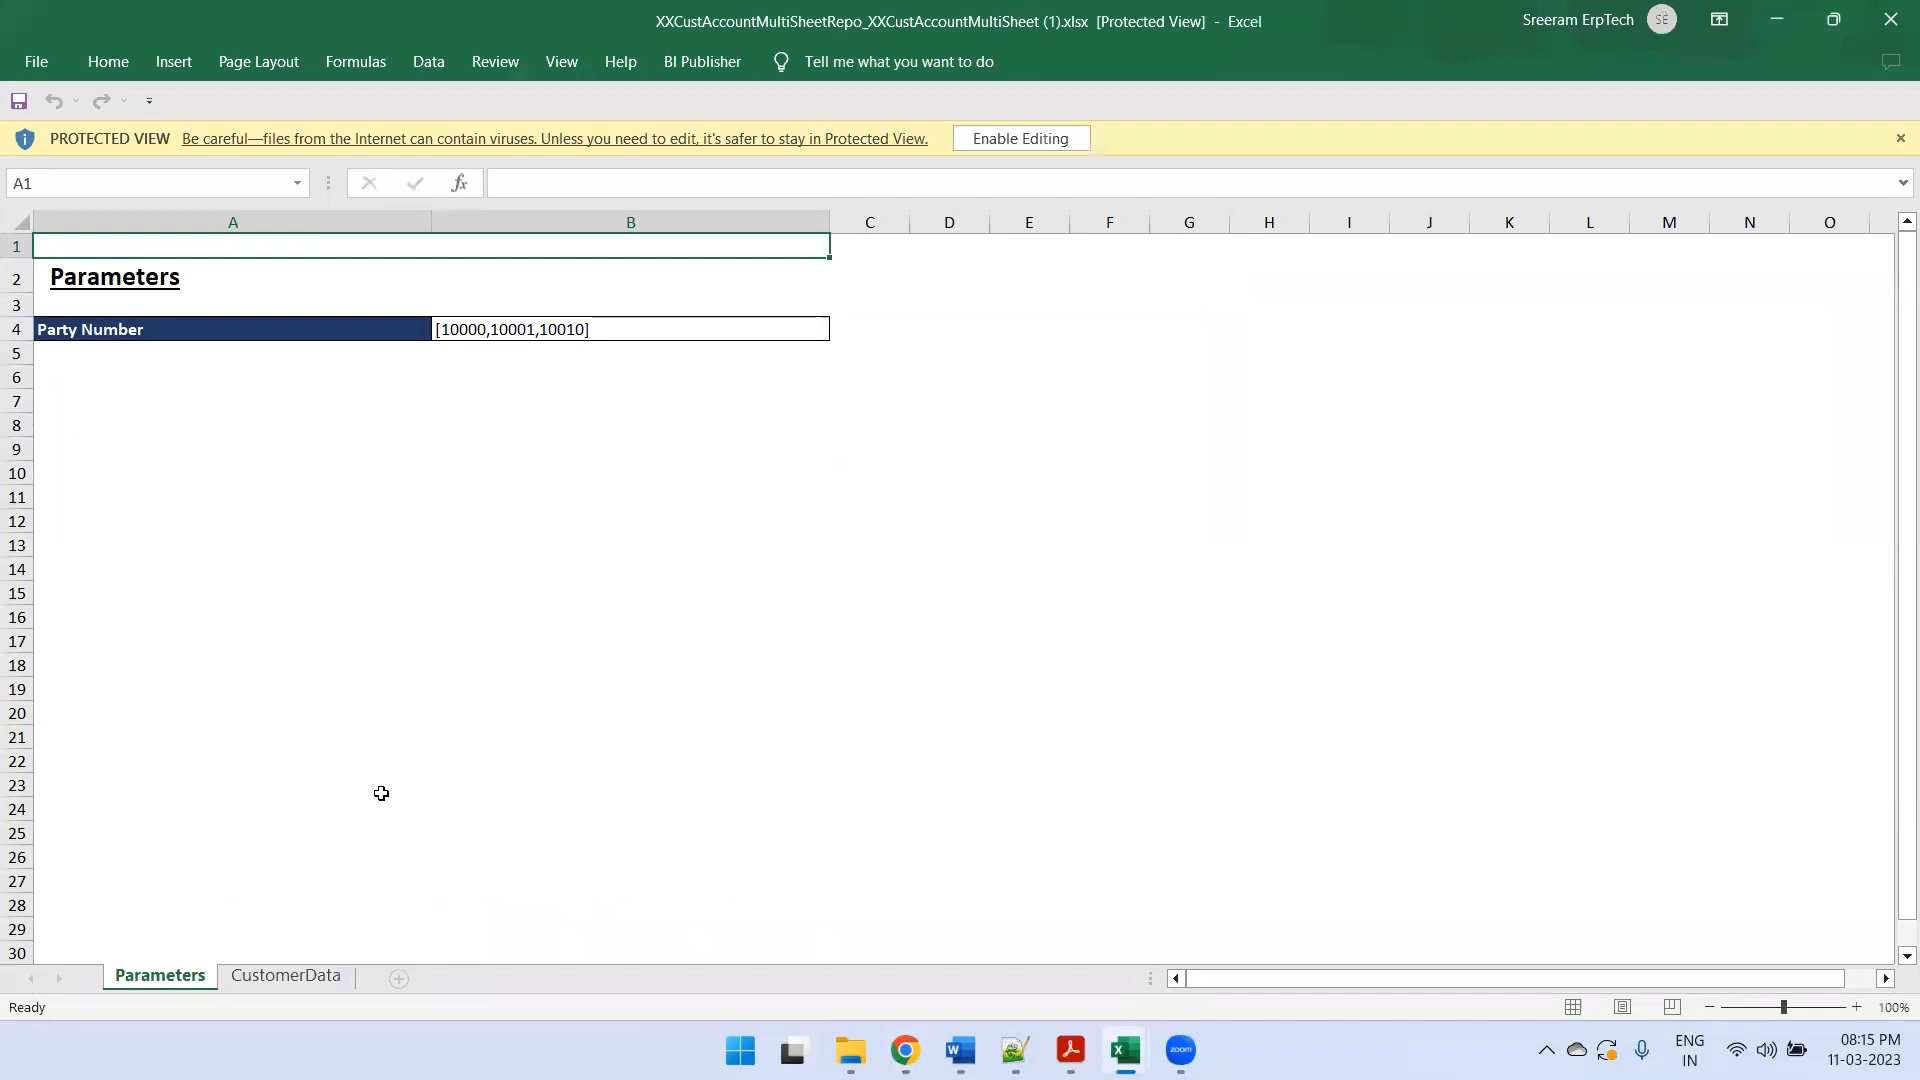 XXCustAccountMultiSheetRepo_XXCustAccountMultiSheet (1).xlsx [Protected View] - Excel
Sreeram ErpTech SE
File Home Insert Page Layout Formulas Data Review View Help BI Publisher Tell me what you want to do
PROTECTED VIEW Be careful—files from the Internet can contain viruses. Unless you need to edit, it's safer to stay in Protected View. Enable Editing
A1 fx
A B C D E F G H I J K L M N O
1
2 Parameters
3
4 Party Number [10000,10001,10010]
5
6
7
8
9
10
11
12
13
14
15
16
17
18
19
20
21
22
23
24
25
26
27
28
29
30
Parameters CustomerData
Ready 100%
zoom
ENG
IN
08:15 PM
11-03-2023